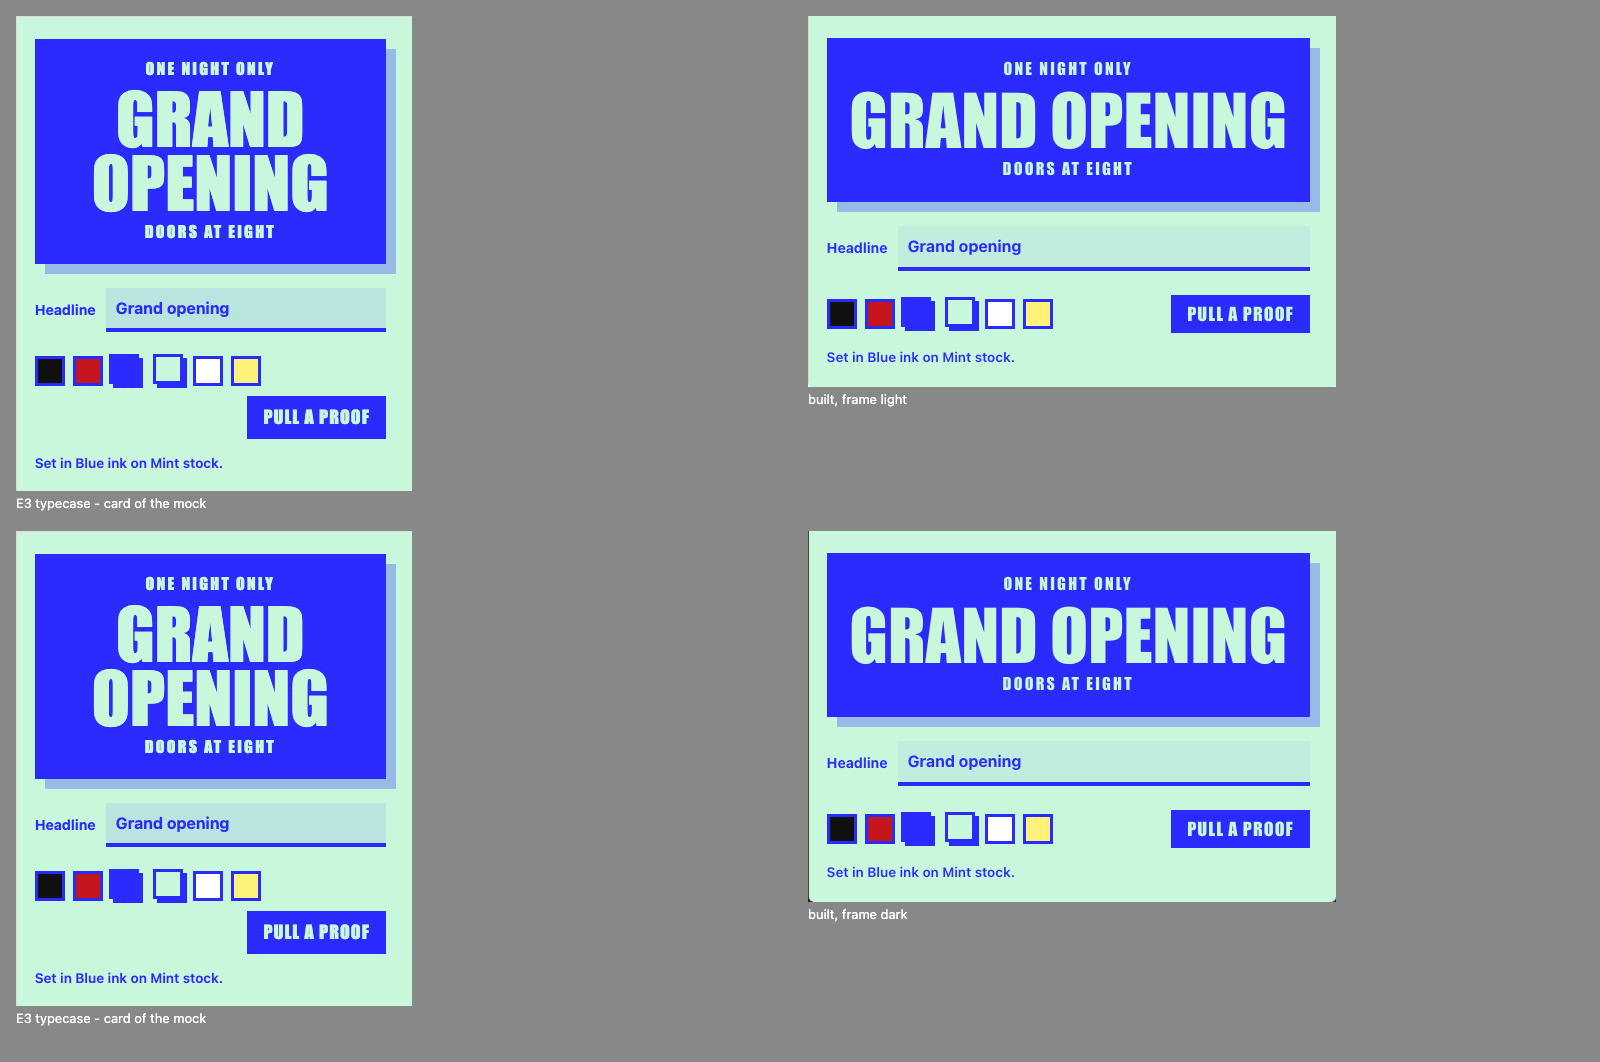 ONE NIGHT ONLY
GRAND
OPENING
DOORS AT EIGHT
Headline
Grand opening
PULL A PROOF
Set in Blue ink on Mint stock.
E3 typecase - card of the mock
ONE NIGHT ONLY
GRAND OPENING
DOORS AT EIGHT
Headline
Grand opening
PULL A PROOF
Set in Blue ink on Mint stock.
built, frame light
ONE NIGHT ONLY
GRAND
OPENING
DOORS AT EIGHT
Headline
Grand opening
PULL A PROOF
Set in Blue ink on Mint stock.
E3 typecase - card of the mock
ONE NIGHT ONLY
GRAND OPENING
DOORS AT EIGHT
Headline
Grand opening
PULL A PROOF
Set in Blue ink on Mint stock.
built, frame dark